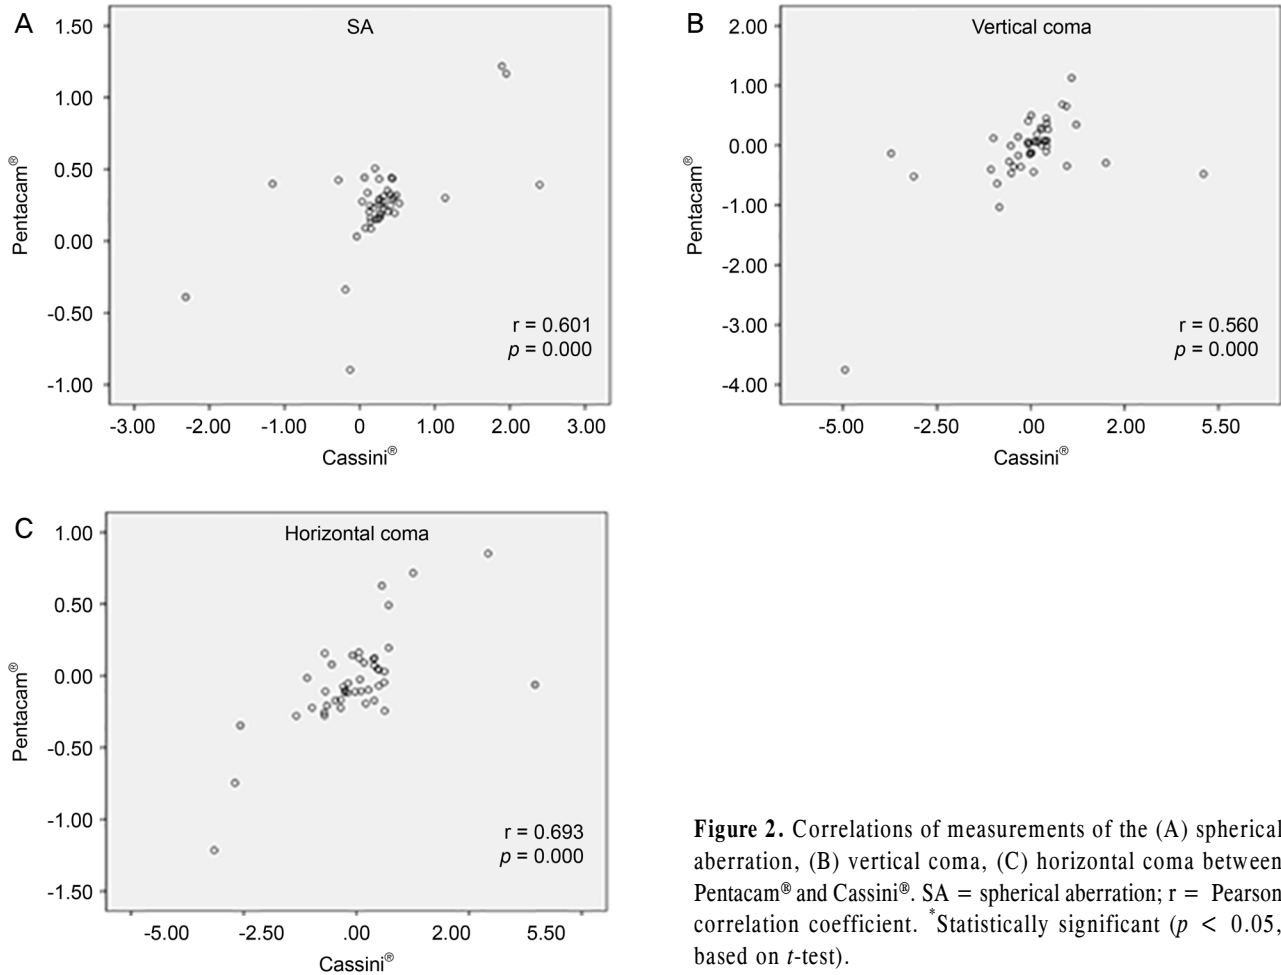 A
SA
1.50
1.00
0.50
0.00
-0.50
-1.00
Pentacam®
r = 0.601
p = 0.000
-3.00 -2.00 -1.00 0 1.00 2.00 3.00
Cassini®
B
Vertical coma
2.00
1.00
0.00
-1.00
-2.00
-3.00
-4.00
Pentacam®
r = 0.560
p = 0.000
-5.00 -2.50 .00 2.00 5.50
Cassini®
C
Horizontal coma
1.00
0.50
0.00
-0.50
-1.00
-1.50
Pentacam®
r = 0.693
p = 0.000
-5.00 -2.50 .00 2.00 5.50
Cassini®
Figure 2. Correlations of measurements of the (A) spherical
aberration, (B) vertical coma, (C) horizontal coma between
Pentacam® and Cassini®. SA = spherical aberration; r = Pearson
correlation coefficient. *Statistically significant (p < 0.05,
based on t-test).